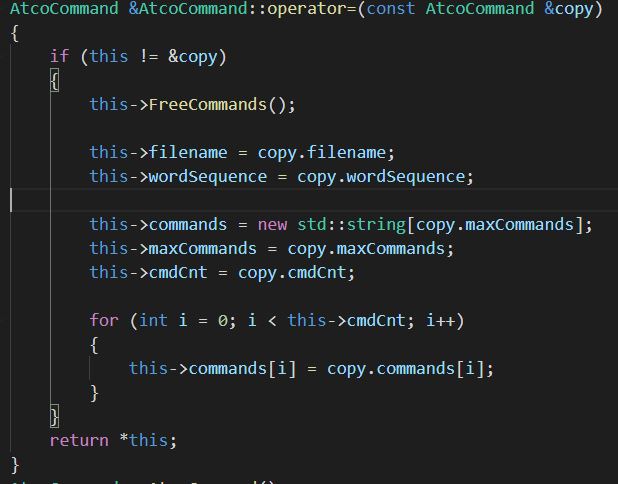 AtcoCommand &AtcoCommand::operator=(const AtcoCommand &copy)
{
    if (this != &copy)
    {
        this->FreeCommands();

        this->filename = copy.filename;
        this->wordSequence = copy.wordSequence;

        this->commands = new std::string[copy.maxCommands];
        this->maxCommands = copy.maxCommands;
        this->cmdCnt = copy.cmdCnt;

        for (int i = 0; i < this->cmdCnt; i++)
        {
            this->commands[i] = copy.commands[i];
        }
    }
    return *this;
}